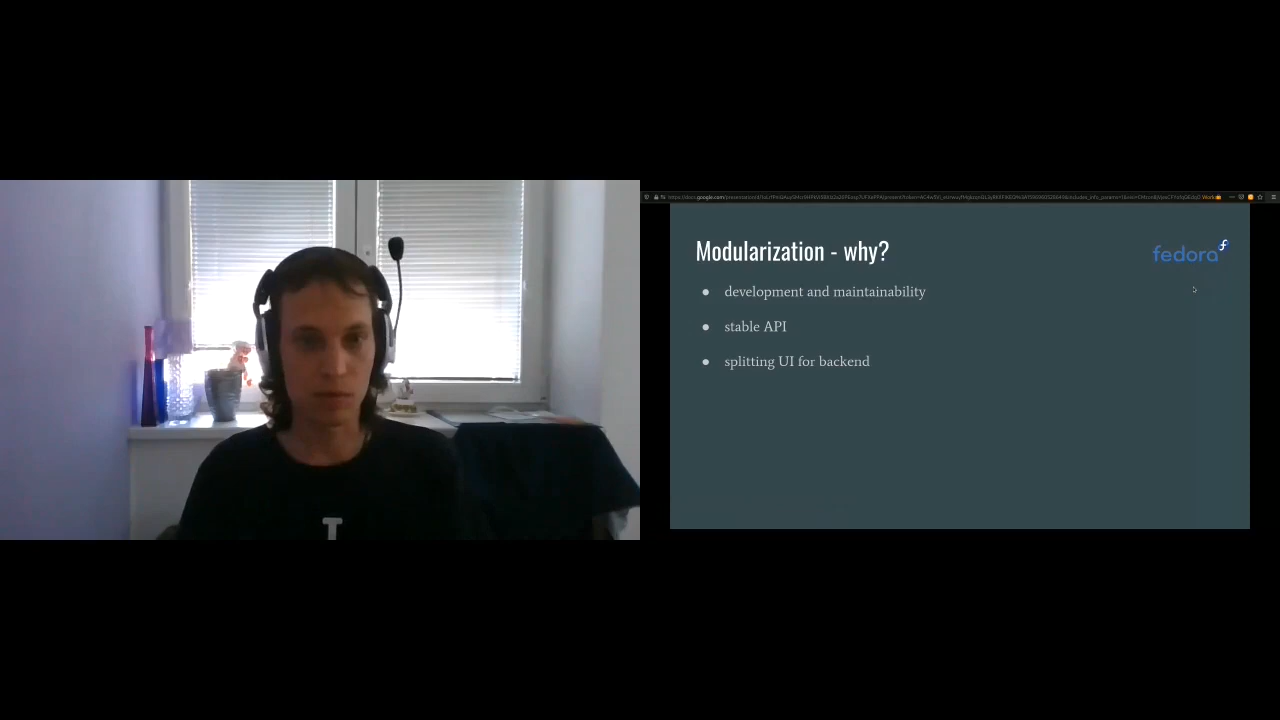 Modularization - why?
fedora
● development and maintainability
● stable API
● splitting UI for backend